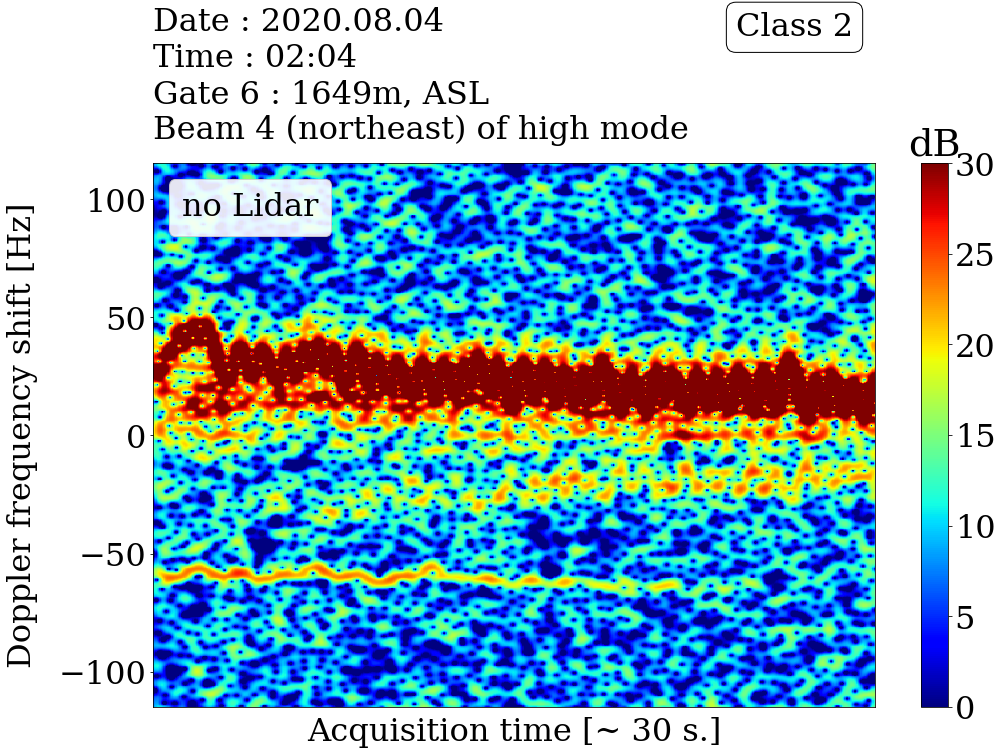 Date : 2020.08.04
Time : 02:04
Gate 6 : 1649m, ASL
Beam 4 (northeast) of high mode
Class 2
dB
no Lidar
Doppler frequency shift [Hz]
100
50
0
−50
−100
Acquisition time [~ 30 s.]
30
25
20
15
10
5
0